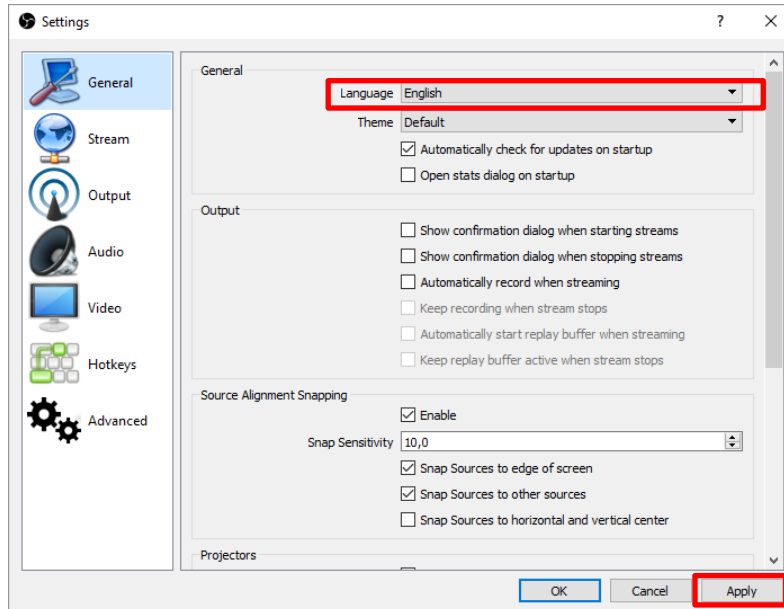 Settings
?
General
Stream
Output
Audio
Video
Hotkeys
Advanced
General
Language English
Theme Default
Automatically check for updates on startup
Open stats dialog on startup
Output
Show confirmation dialog when starting streams
Show confirmation dialog when stopping streams
Automatically record when streaming
Keep recording when stream stops
Automatically start replay buffer when streaming
Keep replay buffer active when stream stops
Source Alignment Snapping
Enable
Snap Sensitivity 10,0
Snap Sources to edge of screen
Snap Sources to other sources
Snap Sources to horizontal and vertical center
Projectors
OK Cancel Apply